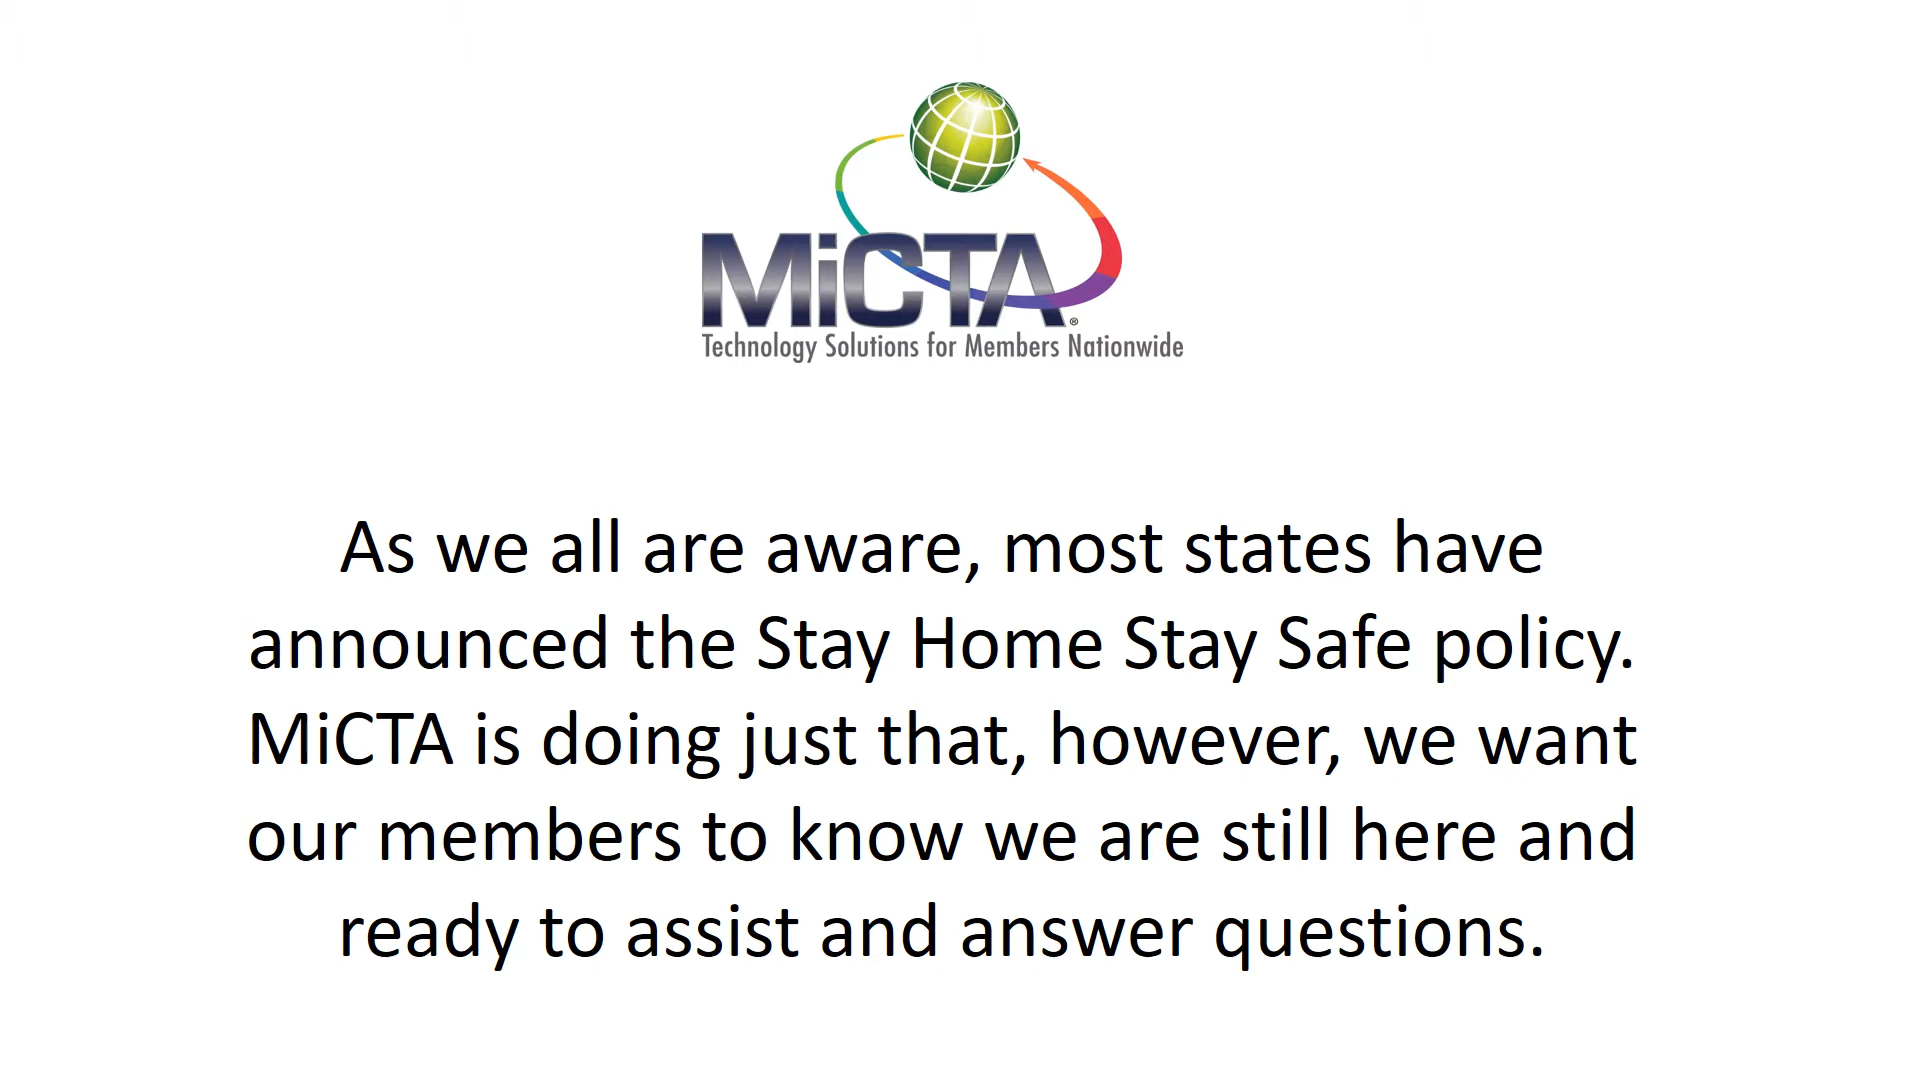 MiCTA®
Technology Solutions for Members Nationwide
As we all are aware, most states have
announced the Stay Home Stay Safe policy.
MiCTA is doing just that, however, we want
our members to know we are still here and
ready to assist and answer questions.